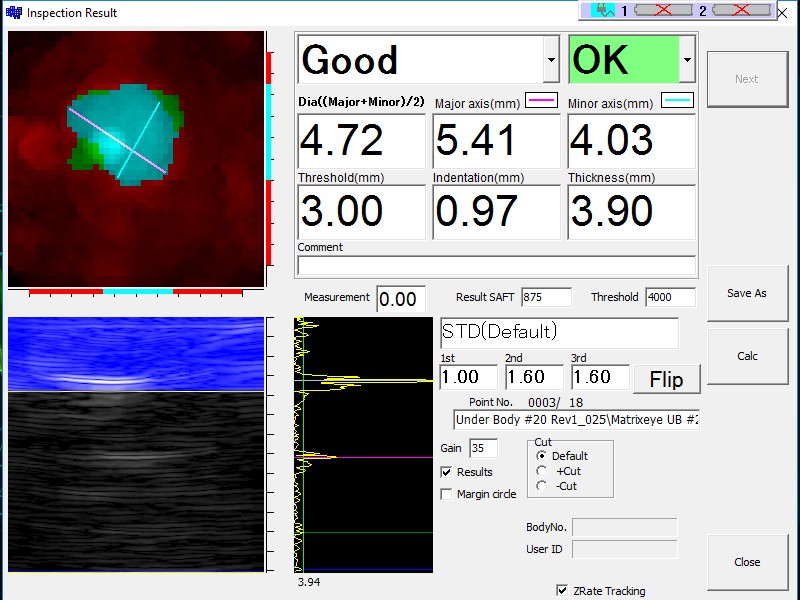 Inspection Result
1 2
Good OK
Next
Dia((Major+Minor)/2) Major axis(mm) Minor axis(mm)
4.72 5.41 4.03
Threshold(mm) Indentation(mm) Thickness(mm)
3.00 0.97 3.90
Comment
Measurement 0.00 Result SAFT 875 Threshold 4000
Save As
STD(Default)
Calc
1st 2nd 3rd
1.00 1.60 1.60 Flip
Point No. 0003/ 18
Under Body #20 Rev1_025\Matrixeye UB #2
Gain 35
Cut
Default
+Cut
-Cut
Results
Margin circle
BodyNo.
User ID
Close
3.94
ZRate Tracking